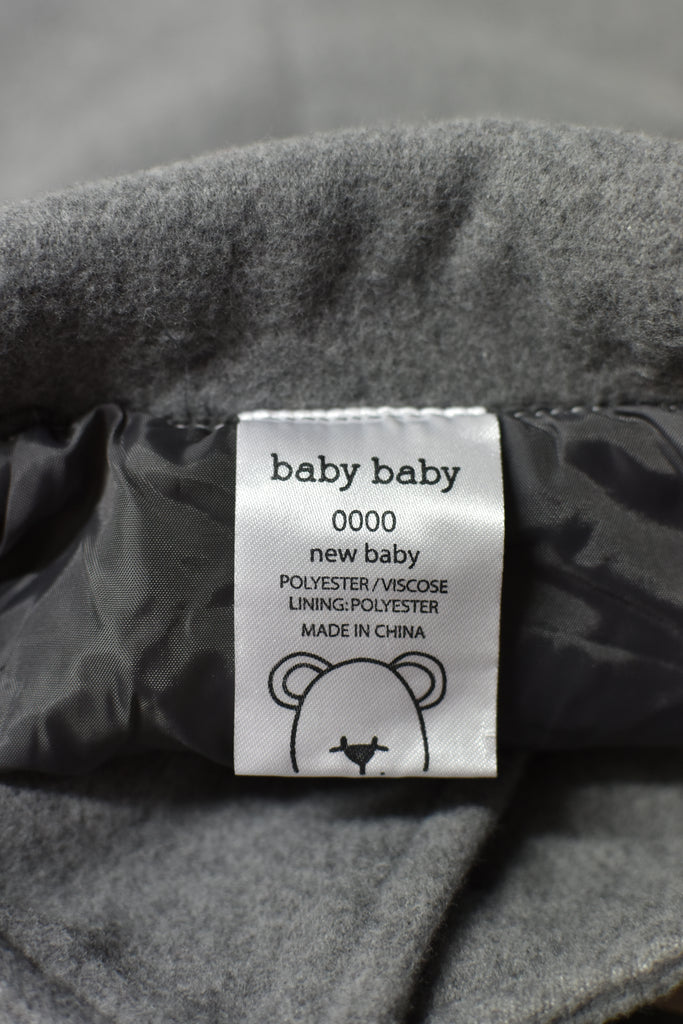 baby baby
0000
new baby
POLYESTER/VISCOSE
LINING:POLYESTER
MADE IN CHINA